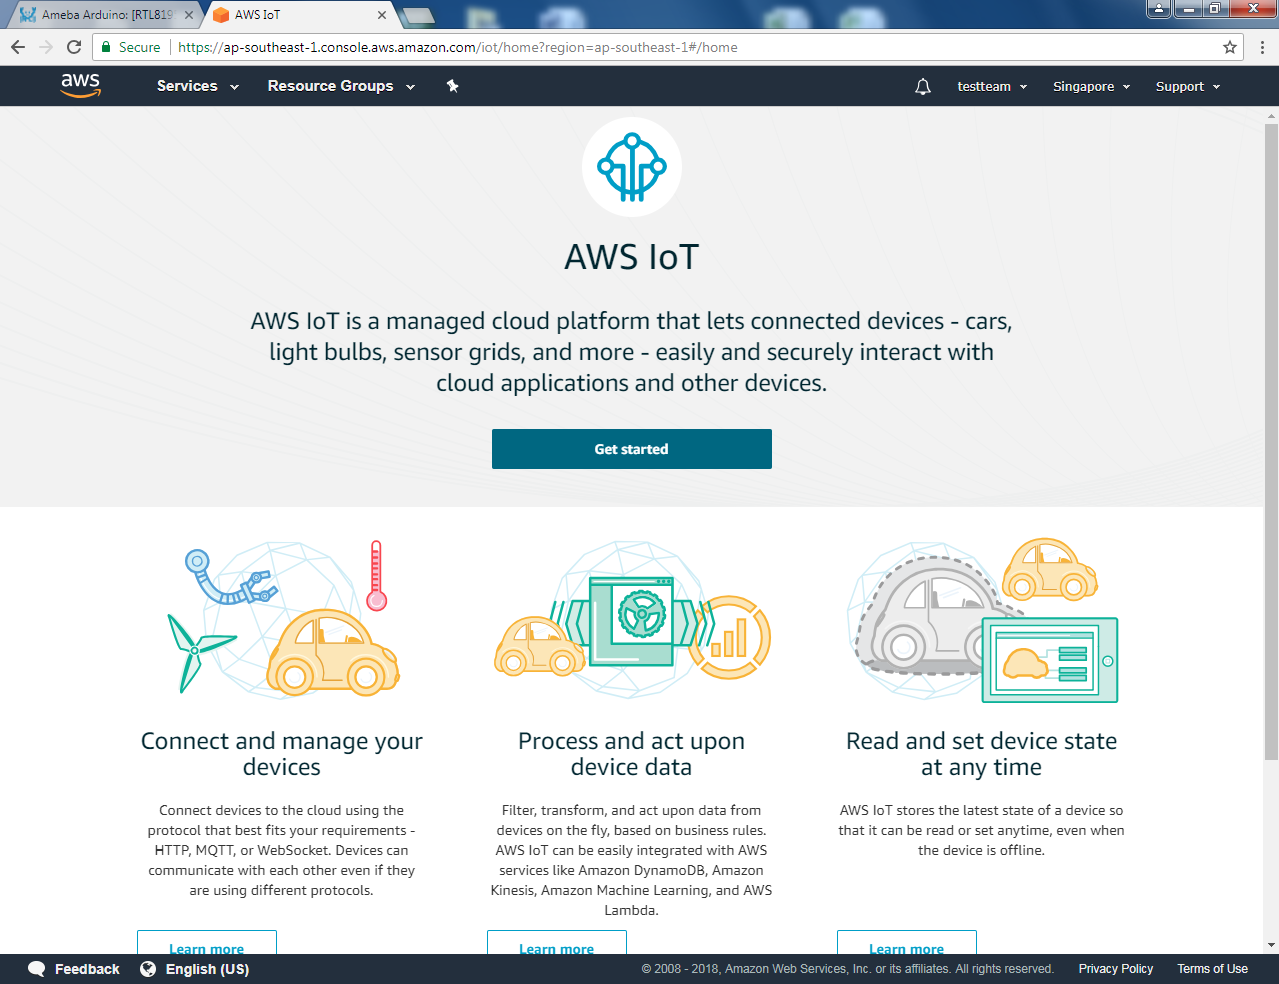 Ameba Arduino: [RTL819
AWS IoT
Secure
https://ap-southeast-1.console.aws.amazon.com/iot/home?region=ap-southeast-1#/home
aws
Services
Resource Groups
testteam
Singapore
Support
AWS IoT
AWS IoT is a managed cloud platform that lets connected devices - cars,
light bulbs, sensor grids, and more - easily and securely interact with
cloud applications and other devices.
Get started
Connect and manage your
devices
Connect devices to the cloud using the
protocol that best fits your requirements -
HTTP, MQTT, or WebSocket. Devices can
communicate with each other even if they
are using different protocols.
Learn more
Process and act upon
device data
Filter, transform, and act upon data from
devices on the fly, based on business rules.
AWS IoT can be easily integrated with AWS
services like Amazon DynamoDB, Amazon
Kinesis, Amazon Machine Learning, and AWS
Lambda.
Learn more
Read and set device state
at any time
AWS IoT stores the latest state of a device so
that it can be read or set anytime, even when
the device is offline.
Learn more
Feedback
English (US)
© 2008 - 2018, Amazon Web Services, Inc. or its affiliates. All rights reserved.
Privacy Policy
Terms of Use